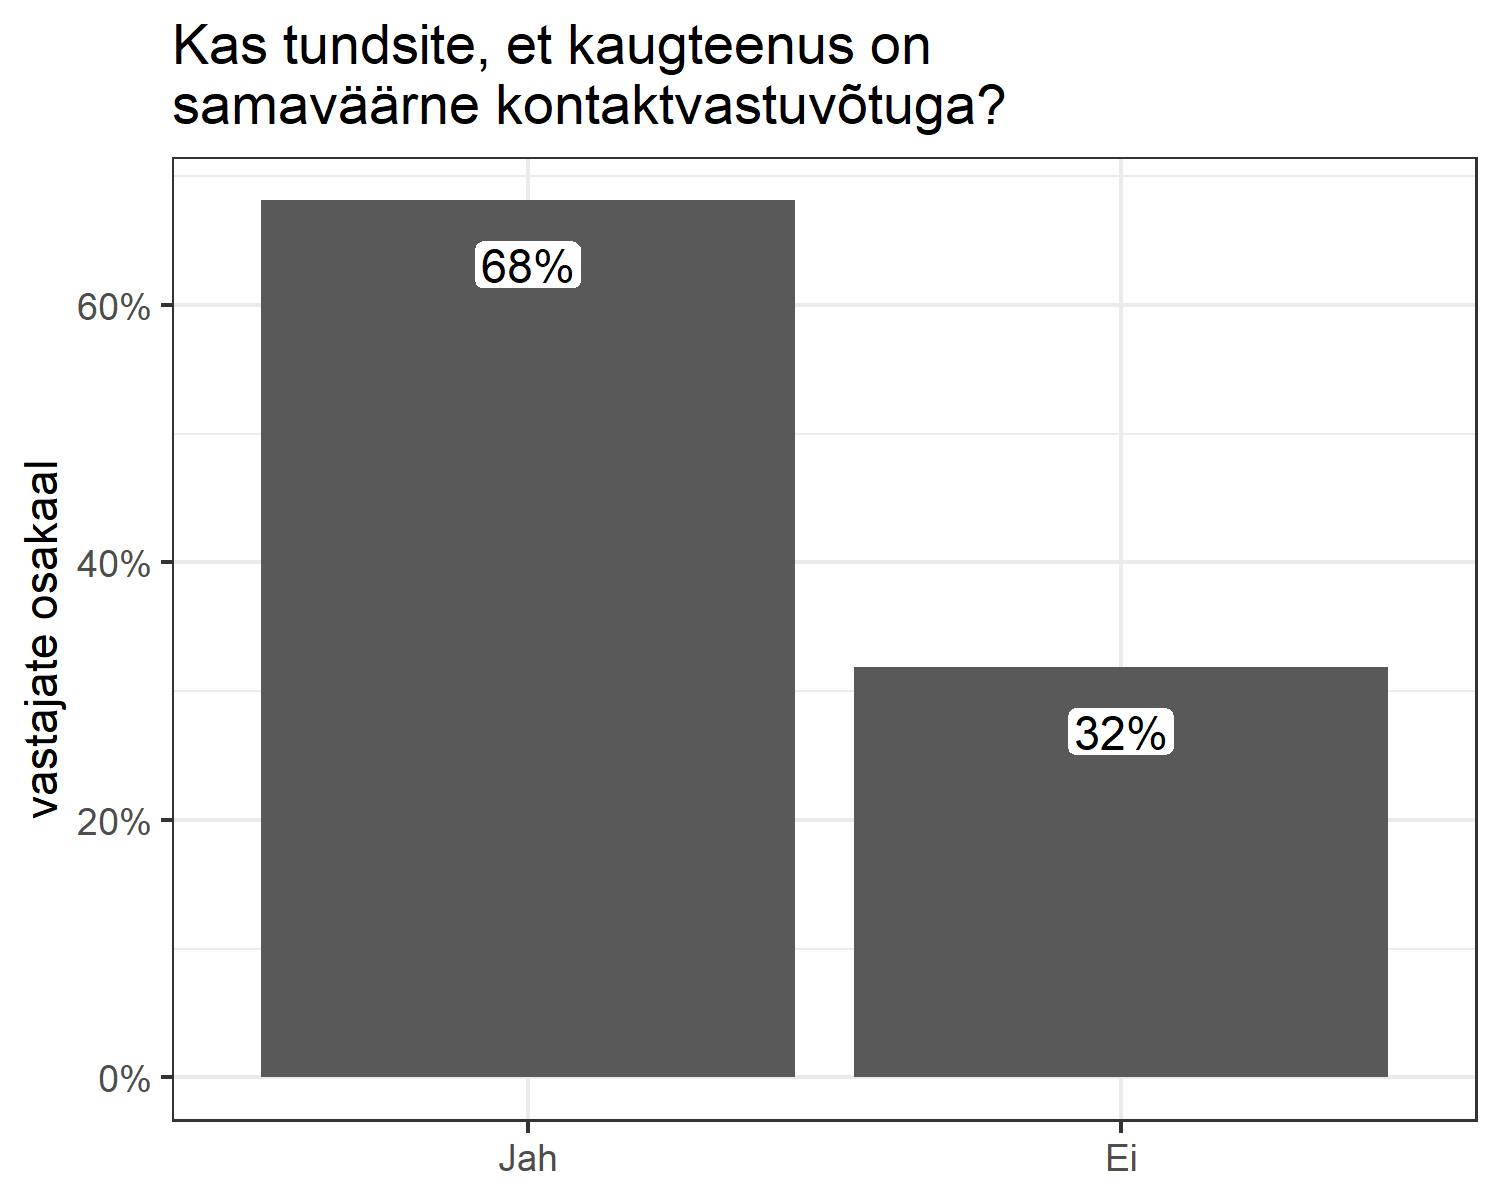 Kas tundsite, et kaugteenus on
samaväärne kontaktvastuvõtuga?
vastajate osakaal
60%
40%
20%
0%
68%
32%
Jah
Ei